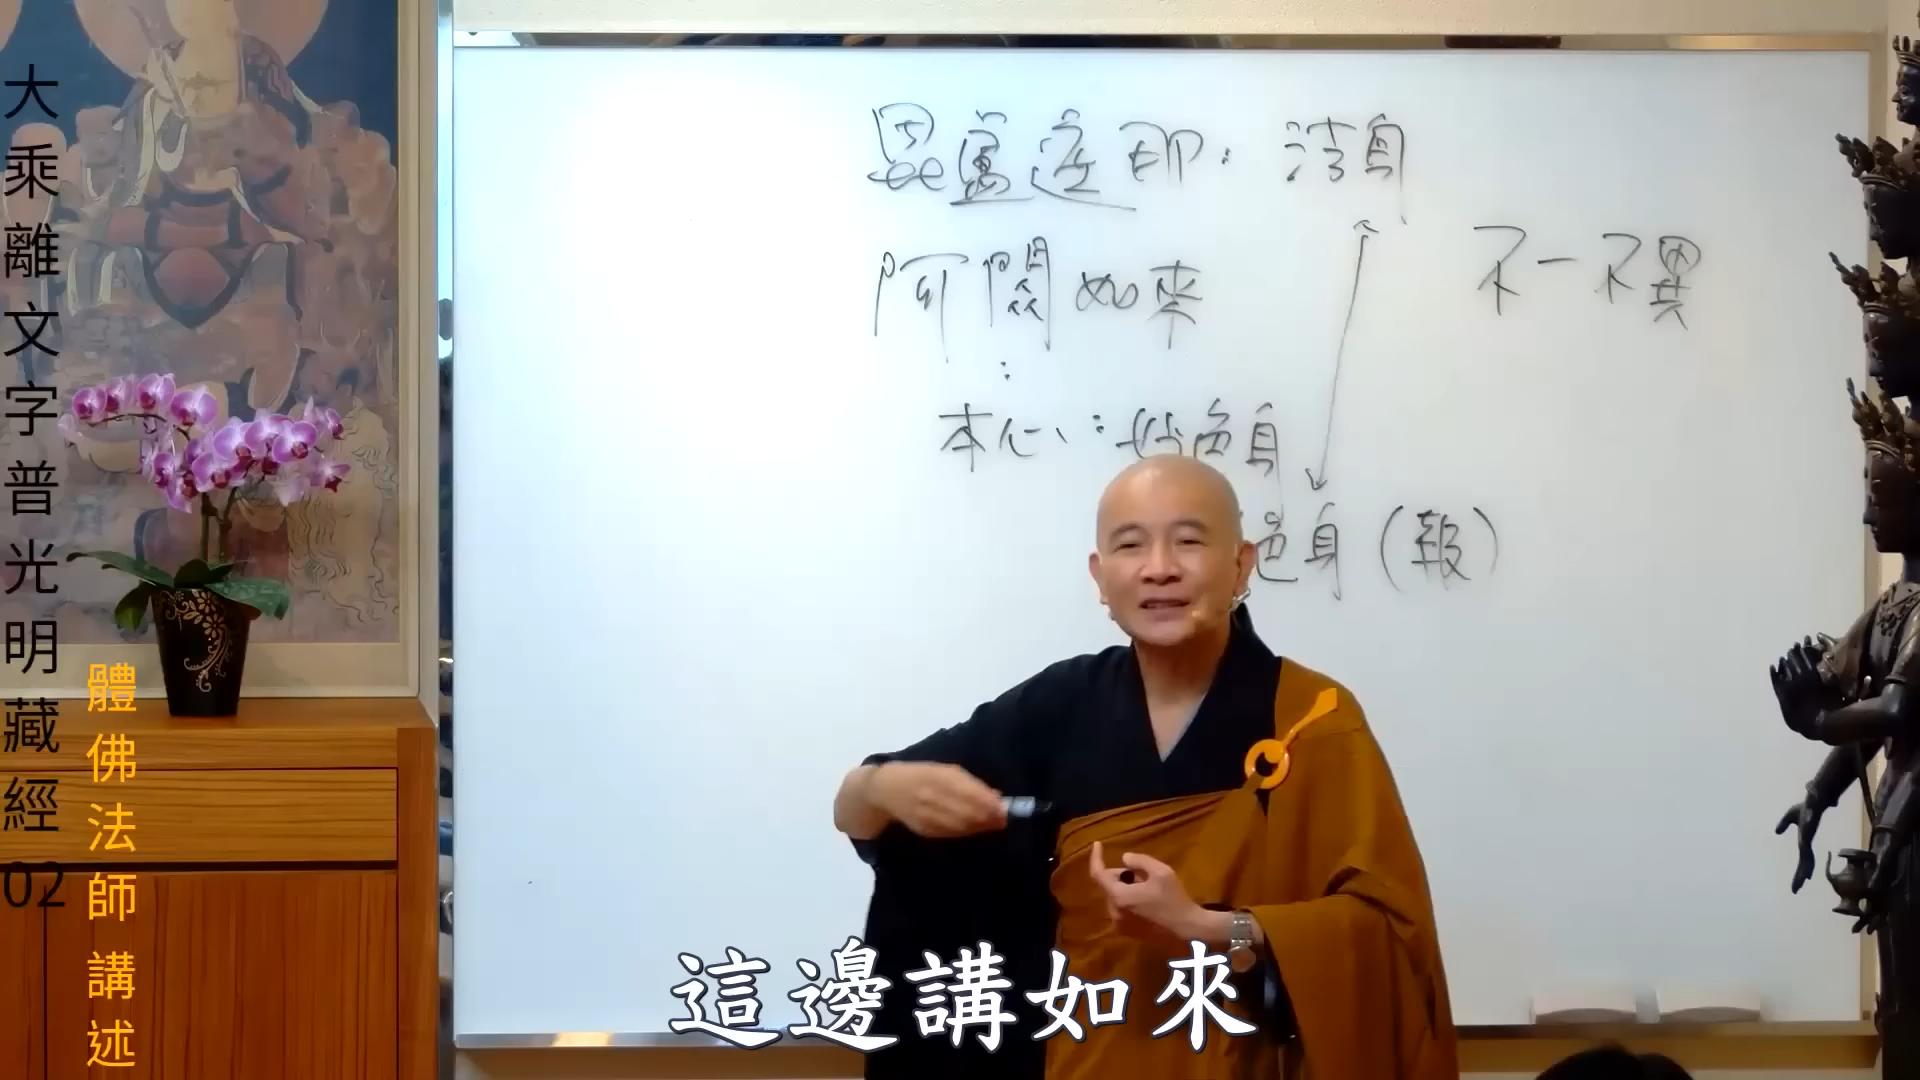 大乘離文字普光明藏經02
體佛法師 講述
毘盧遮那：清身
阿閦如來
：
不一不異
本心：妙色身
色身（報）
這邊講如來